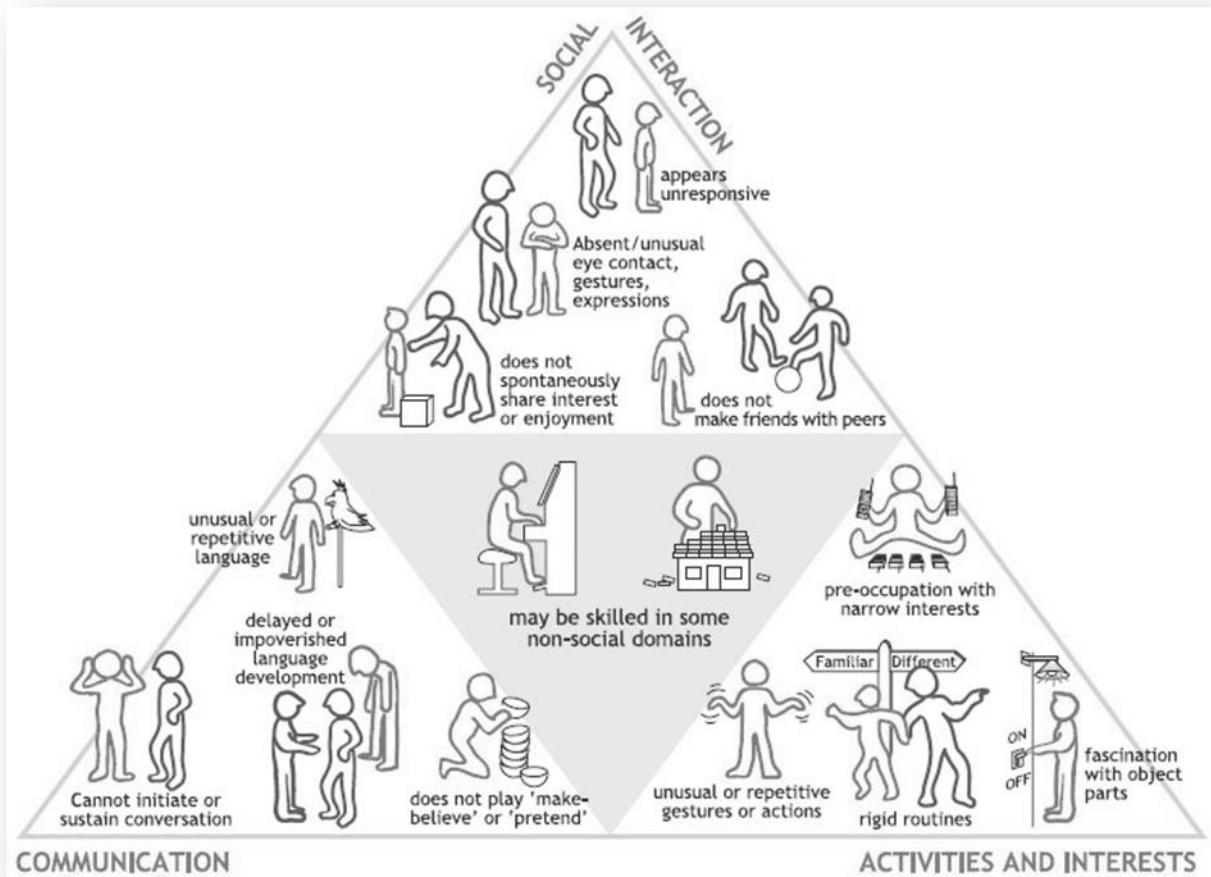 SOCIAL
INTERACTION
appears
unresponsive
Absent/unusual
eye contact,
gestures,
expressions
does not
spontaneously
share interest
or enjoyment
does not
make friends with peers
unusual or
repetitive
language
may be skilled in some
non-social domains
pre-occupation with
narrow interests
delayed or
impoverished
language
development
Cannot initiate or
sustain conversation
does not play 'make-
believe' or 'pretend'
unusual or repetitive
gestures or actions
Familiar
Different
rigid routines
ON
OFF
fascination
with object
parts
COMMUNICATION
ACTIVITIES AND INTERESTS